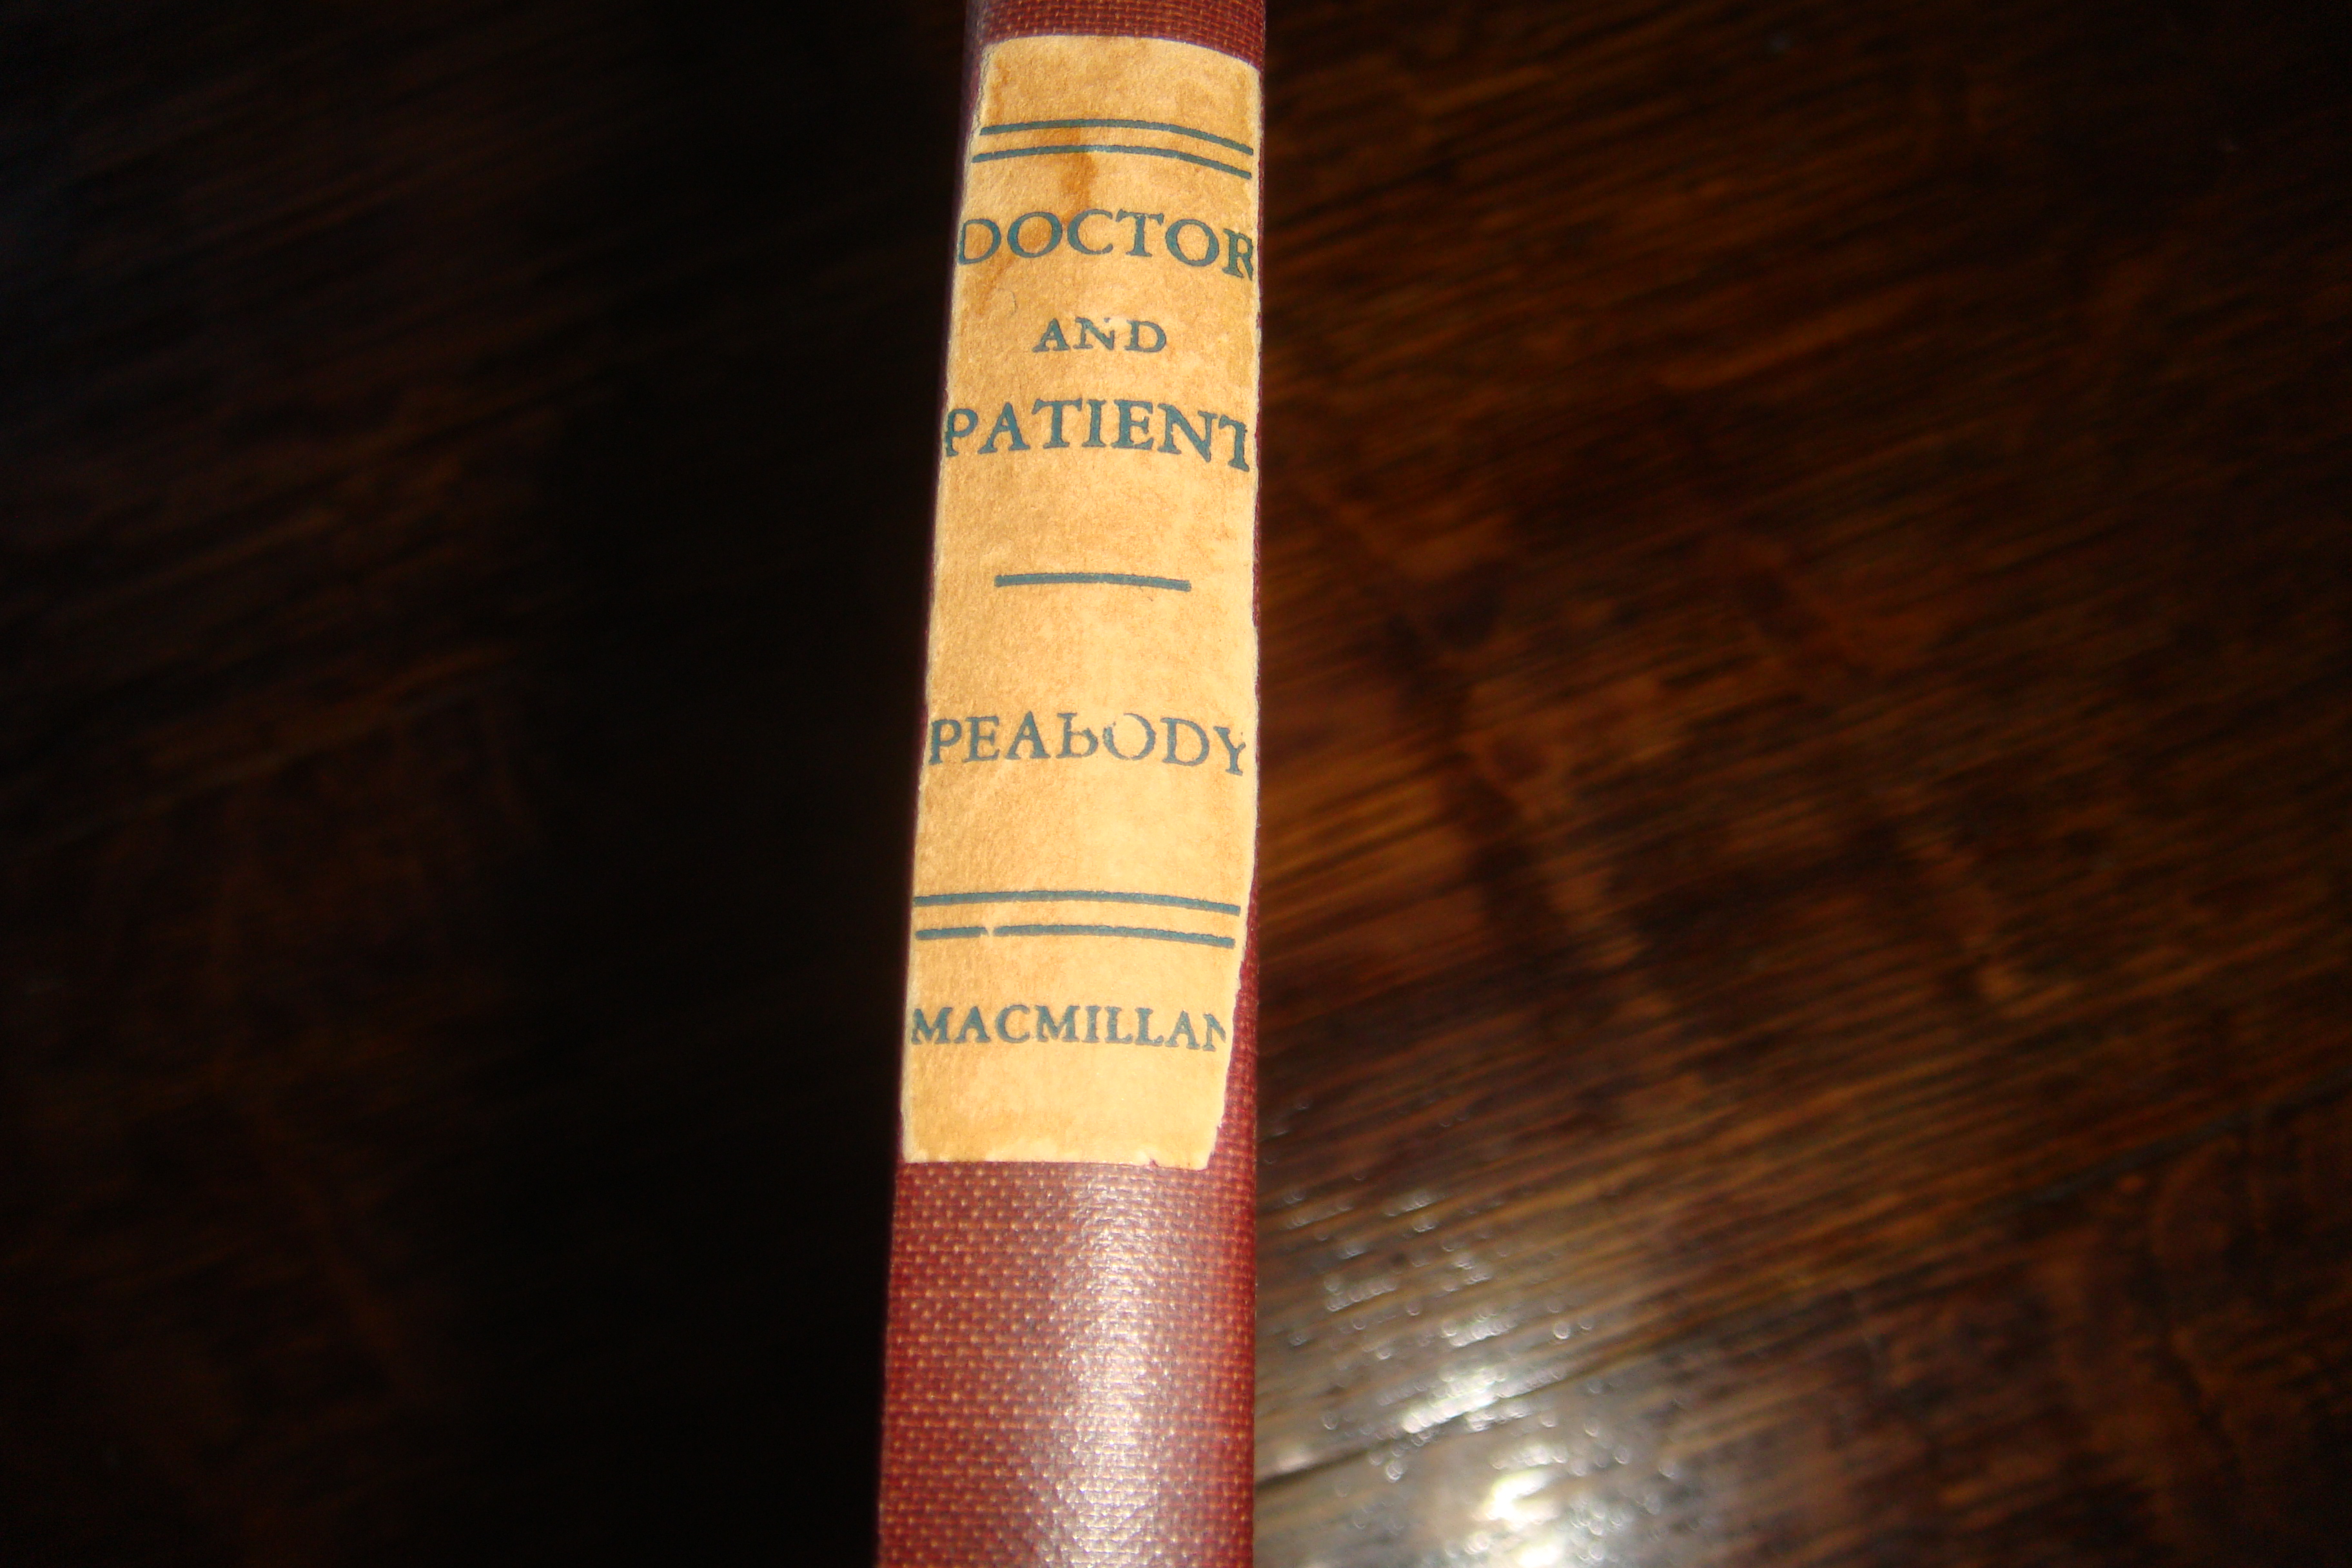 DOCTOR
AND
PATIENT
PEABODY
MACMILLAN